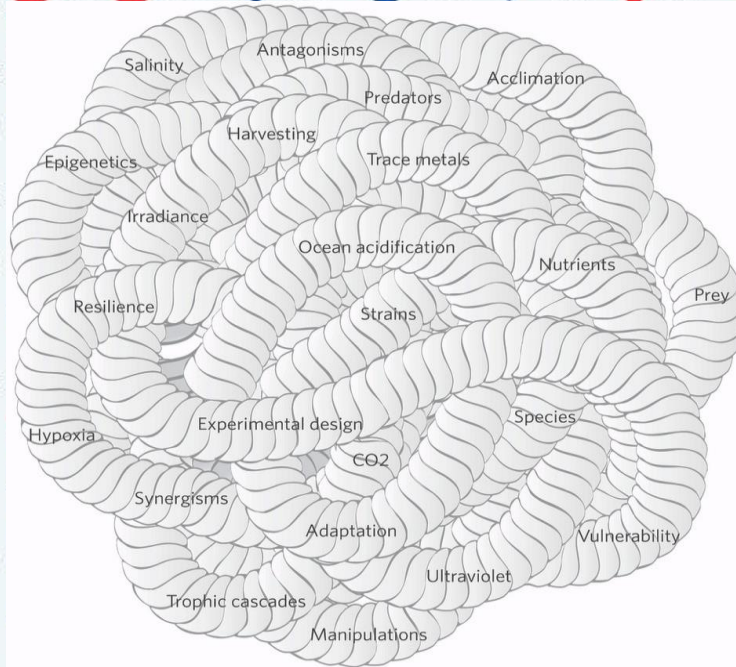 Antagonisms
Salinity
Acclimation
Predators
Harvesting
Trace metals
Epigenetics
Irradiance
Ocean acidification
Nutrients
Prey
Resilience
Strains
Species
Experimental design
Hypoxia
CO2
Synergisms
Adaptation
Vulnerability
Ultraviolet
Trophic cascades
Manipulations